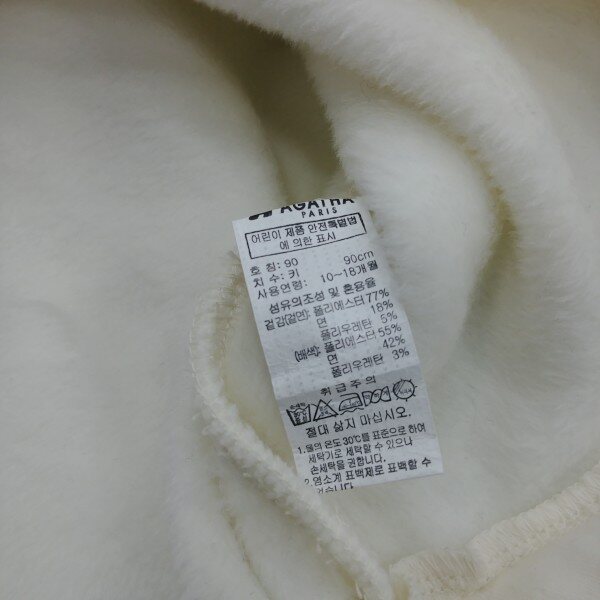 AGATHA
PARIS
어린이 제품 안전특별법
에 의한 표시
호 칭: 90
치 수: 키 90cm
사용연령: 10~18개월
섬유의조성 및 혼용율
겉감(겉면): 폴리에스터 77%
면 18%
폴리우레탄 5%
(배색): 폴리에스터 55%
면 42%
폴리우레탄 3%
취급주의
절대 삶지 마십시오.
1.물의 온도 30℃를 표준으로 하여
세탁기로 세탁할 수 있으나
손세탁을 권합니다.
2.염소계 표백제로 표백할 수
없습니다.